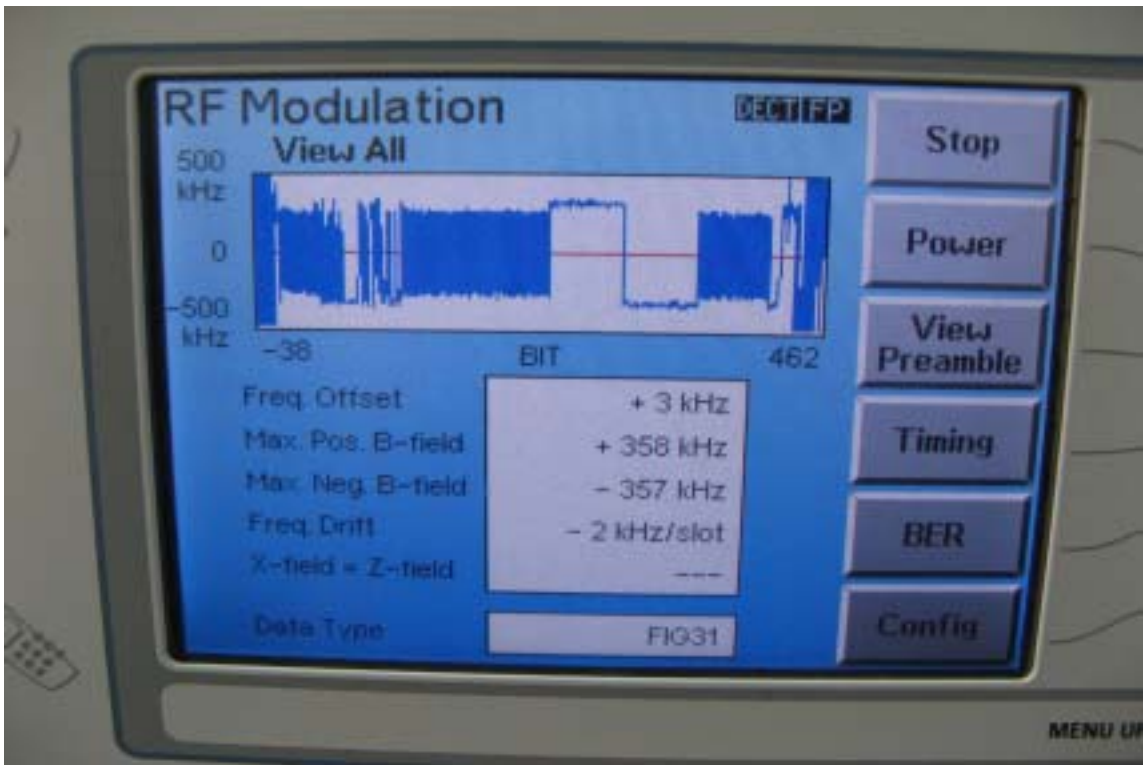 RF Modulation
DECT FP
View All
500
kHz
0
-500
kHz
-38
BIT
462
Freq. Offset
+ 3 kHz
Max. Pos. B-field
+ 358 kHz
Max. Neg. B-field
- 357 kHz
Freq. Drift
- 2 kHz/slot
X-field = Z-field
---
Data Type
FIG31
Stop
Power
View
Preamble
Timing
BER
Config
MENU UP